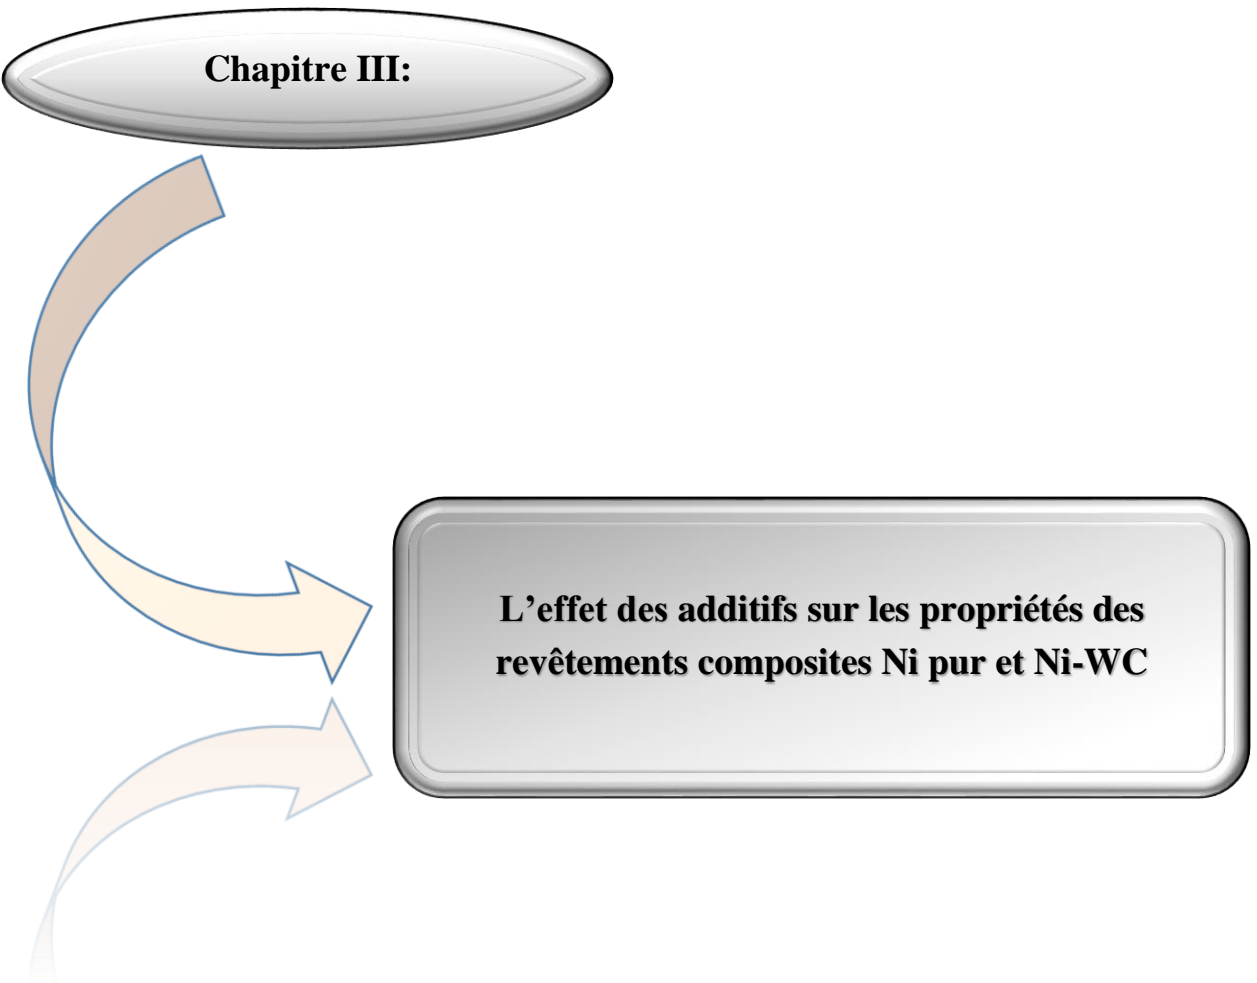 Chapitre III:
L’effet des additifs sur les propriétés des
revêtements composites Ni pur et Ni-WC